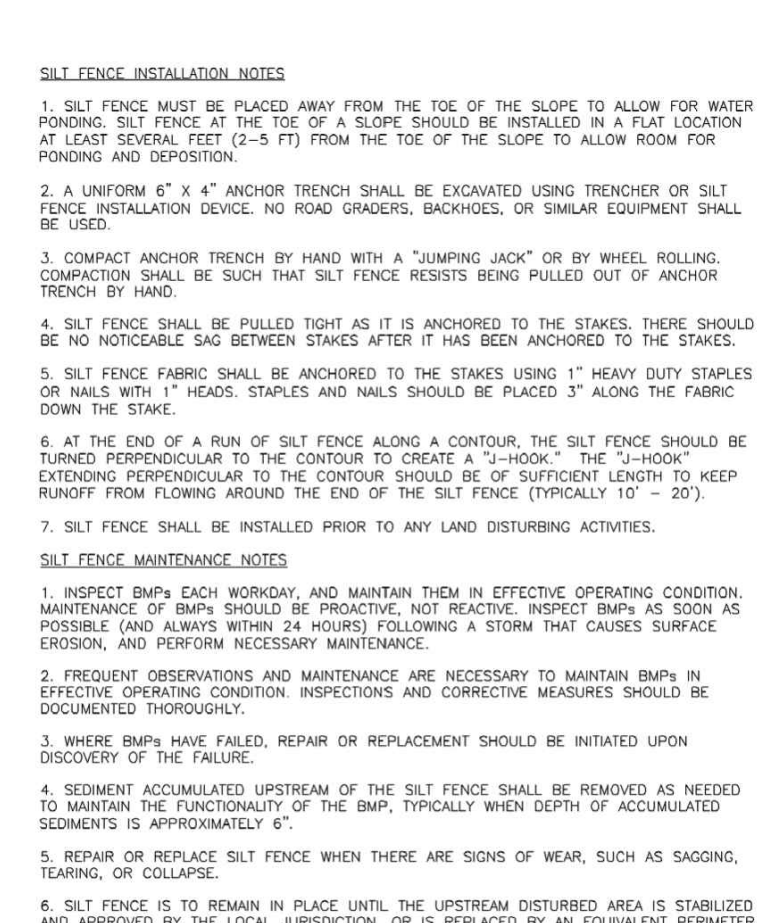 SILT FENCE INSTALLATION NOTES
1. SILT FENCE MUST BE PLACED AWAY FROM THE TOE OF THE SLOPE TO ALLOW FOR WATER
PONDING. SILT FENCE AT THE TOE OF A SLOPE SHOULD BE INSTALLED IN A FLAT LOCATION
AT LEAST SEVERAL FEET (2–5 FT) FROM THE TOE OF THE SLOPE TO ALLOW ROOM FOR
PONDING AND DEPOSITION.
2. A UNIFORM 6" X 4" ANCHOR TRENCH SHALL BE EXCAVATED USING TRENCHER OR SILT
FENCE INSTALLATION DEVICE. NO ROAD GRADERS, BACKHOES, OR SIMILAR EQUIPMENT SHALL
BE USED.
3. COMPACT ANCHOR TRENCH BY HAND WITH A "JUMPING JACK" OR BY WHEEL ROLLING.
COMPACTION SHALL BE SUCH THAT SILT FENCE RESISTS BEING PULLED OUT OF ANCHOR
TRENCH BY HAND.
4. SILT FENCE SHALL BE PULLED TIGHT AS IT IS ANCHORED TO THE STAKES. THERE SHOULD
BE NO NOTICEABLE SAG BETWEEN STAKES AFTER IT HAS BEEN ANCHORED TO THE STAKES.
5. SILT FENCE FABRIC SHALL BE ANCHORED TO THE STAKES USING 1" HEAVY DUTY STAPLES
OR NAILS WITH 1" HEADS. STAPLES AND NAILS SHOULD BE PLACED 3" ALONG THE FABRIC
DOWN THE STAKE.
6. AT THE END OF A RUN OF SILT FENCE ALONG A CONTOUR, THE SILT FENCE SHOULD BE
TURNED PERPENDICULAR TO THE CONTOUR TO CREATE A "J–HOOK." THE "J–HOOK"
EXTENDING PERPENDICULAR TO THE CONTOUR SHOULD BE OF SUFFICIENT LENGTH TO KEEP
RUNOFF FROM FLOWING AROUND THE END OF THE SILT FENCE (TYPICALLY 10' – 20').
7. SILT FENCE SHALL BE INSTALLED PRIOR TO ANY LAND DISTURBING ACTIVITIES.
SILT FENCE MAINTENANCE NOTES
1. INSPECT BMPs EACH WORKDAY, AND MAINTAIN THEM IN EFFECTIVE OPERATING CONDITION.
MAINTENANCE OF BMPs SHOULD BE PROACTIVE, NOT REACTIVE. INSPECT BMPs AS SOON AS
POSSIBLE (AND ALWAYS WITHIN 24 HOURS) FOLLOWING A STORM THAT CAUSES SURFACE
EROSION, AND PERFORM NECESSARY MAINTENANCE.
2. FREQUENT OBSERVATIONS AND MAINTENANCE ARE NECESSARY TO MAINTAIN BMPs IN
EFFECTIVE OPERATING CONDITION. INSPECTIONS AND CORRECTIVE MEASURES SHOULD BE
DOCUMENTED THOROUGHLY.
3. WHERE BMPs HAVE FAILED, REPAIR OR REPLACEMENT SHOULD BE INITIATED UPON
DISCOVERY OF THE FAILURE.
4. SEDIMENT ACCUMULATED UPSTREAM OF THE SILT FENCE SHALL BE REMOVED AS NEEDED
TO MAINTAIN THE FUNCTIONALITY OF THE BMP, TYPICALLY WHEN DEPTH OF ACCUMULATED
SEDIMENTS IS APPROXIMATELY 6".
5. REPAIR OR REPLACE SILT FENCE WHEN THERE ARE SIGNS OF WEAR, SUCH AS SAGGING,
TEARING, OR COLLAPSE.
6. SILT FENCE IS TO REMAIN IN PLACE UNTIL THE UPSTREAM DISTURBED AREA IS STABILIZED
AND APPROVED BY THE LOCAL JURISDICTION, OR IS REPLACED BY AN EQUIVALENT PERIMETER